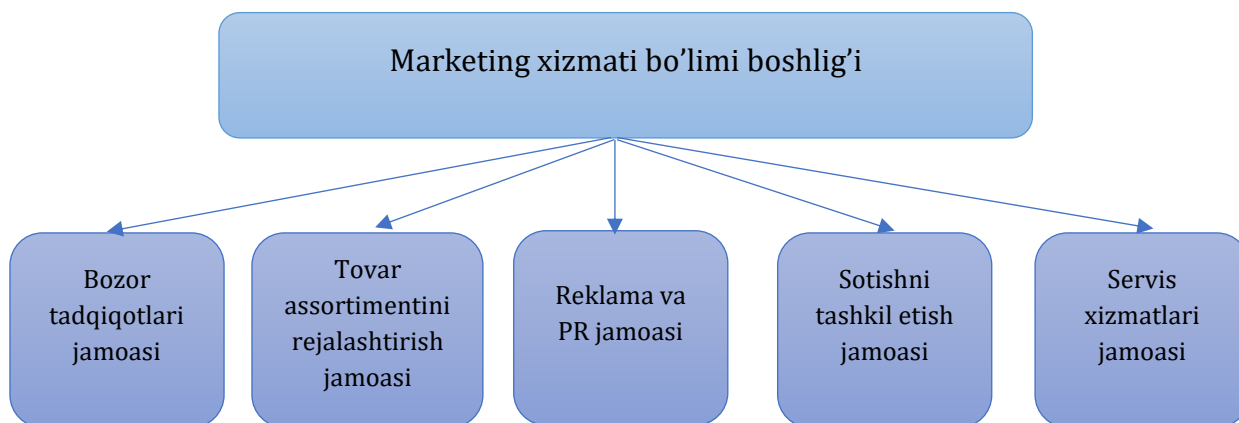 Marketing xizmati bo’limi boshlig’i
Bozor
tadqiqotlari
jamoasi
Tovar
assortimentini
rejalashtirish
jamoasi
Reklama va
PR jamoasi
Sotishni
tashkil etish
jamoasi
Servis
xizmatlari
jamoasi